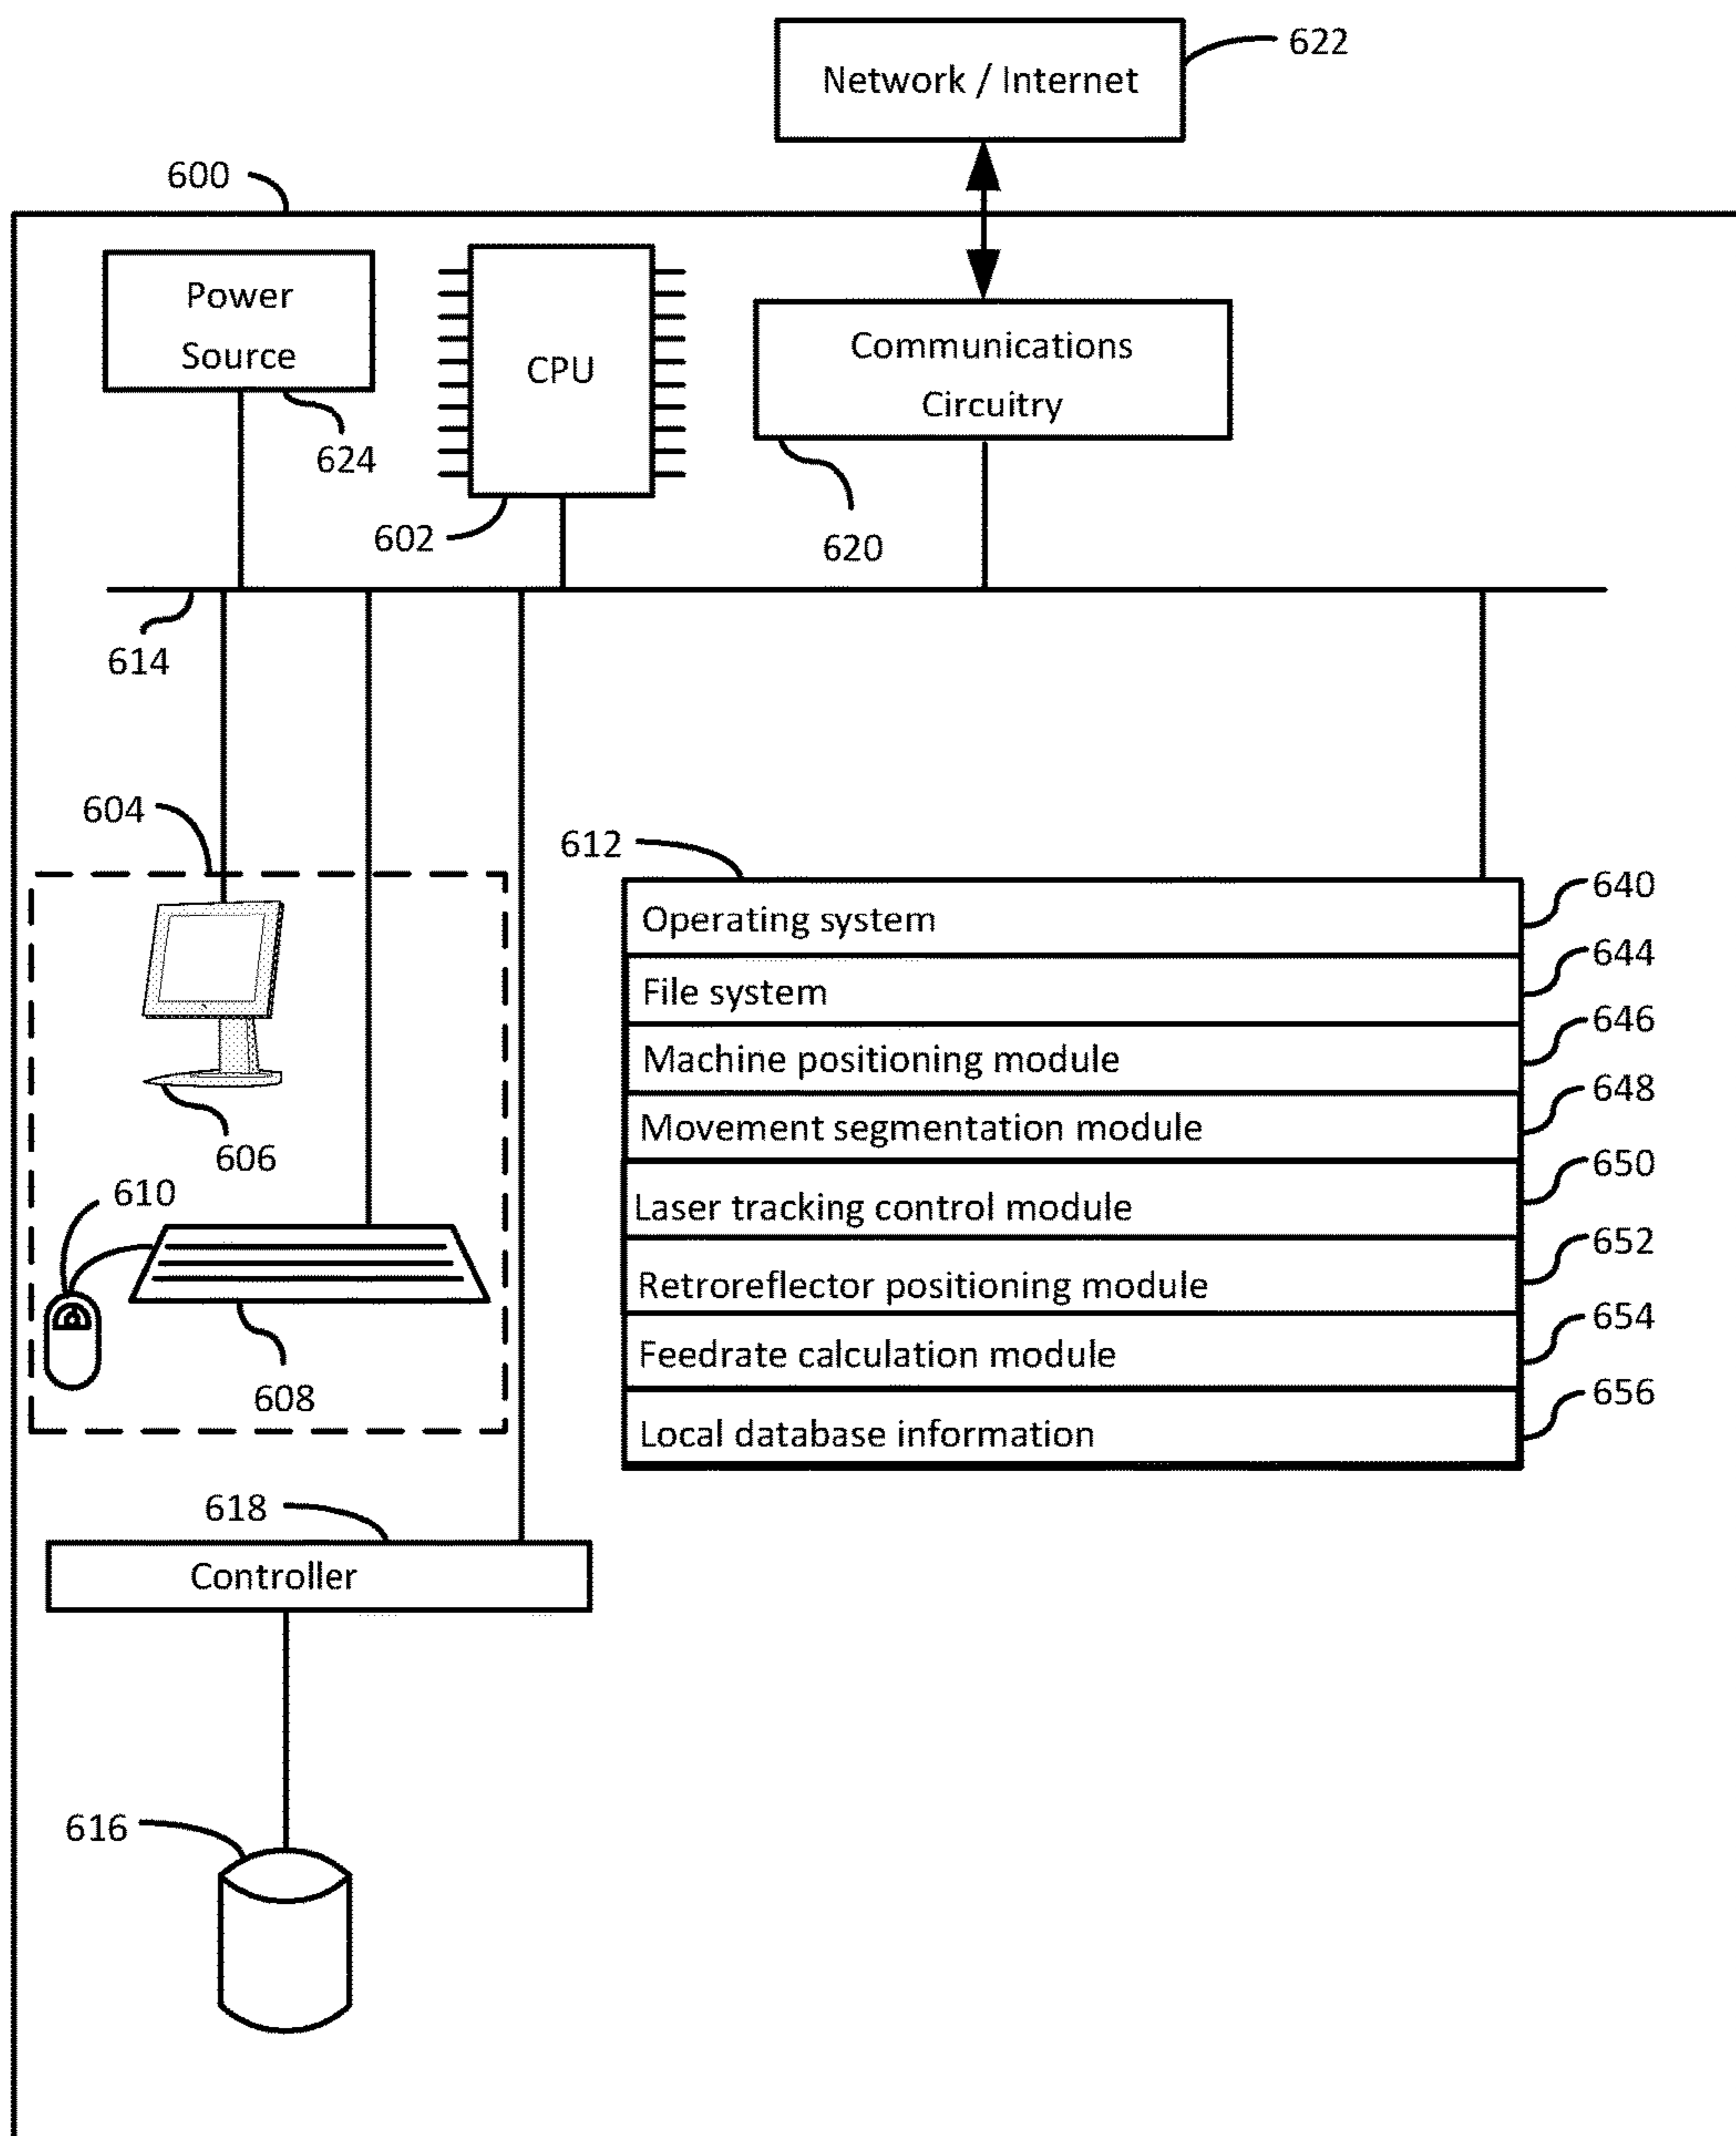 Network / Internet
622
600
Power
Source
624
CPU
602
Communications
Circuitry
620
614
604
606
610
608
612
Operating system
640
File system
644
Machine positioning module
646
Movement segmentation module
648
Laser tracking control module
650
Retroreflector positioning module
652
Feedrate calculation module
654
Local database information
656
618
Controller
616